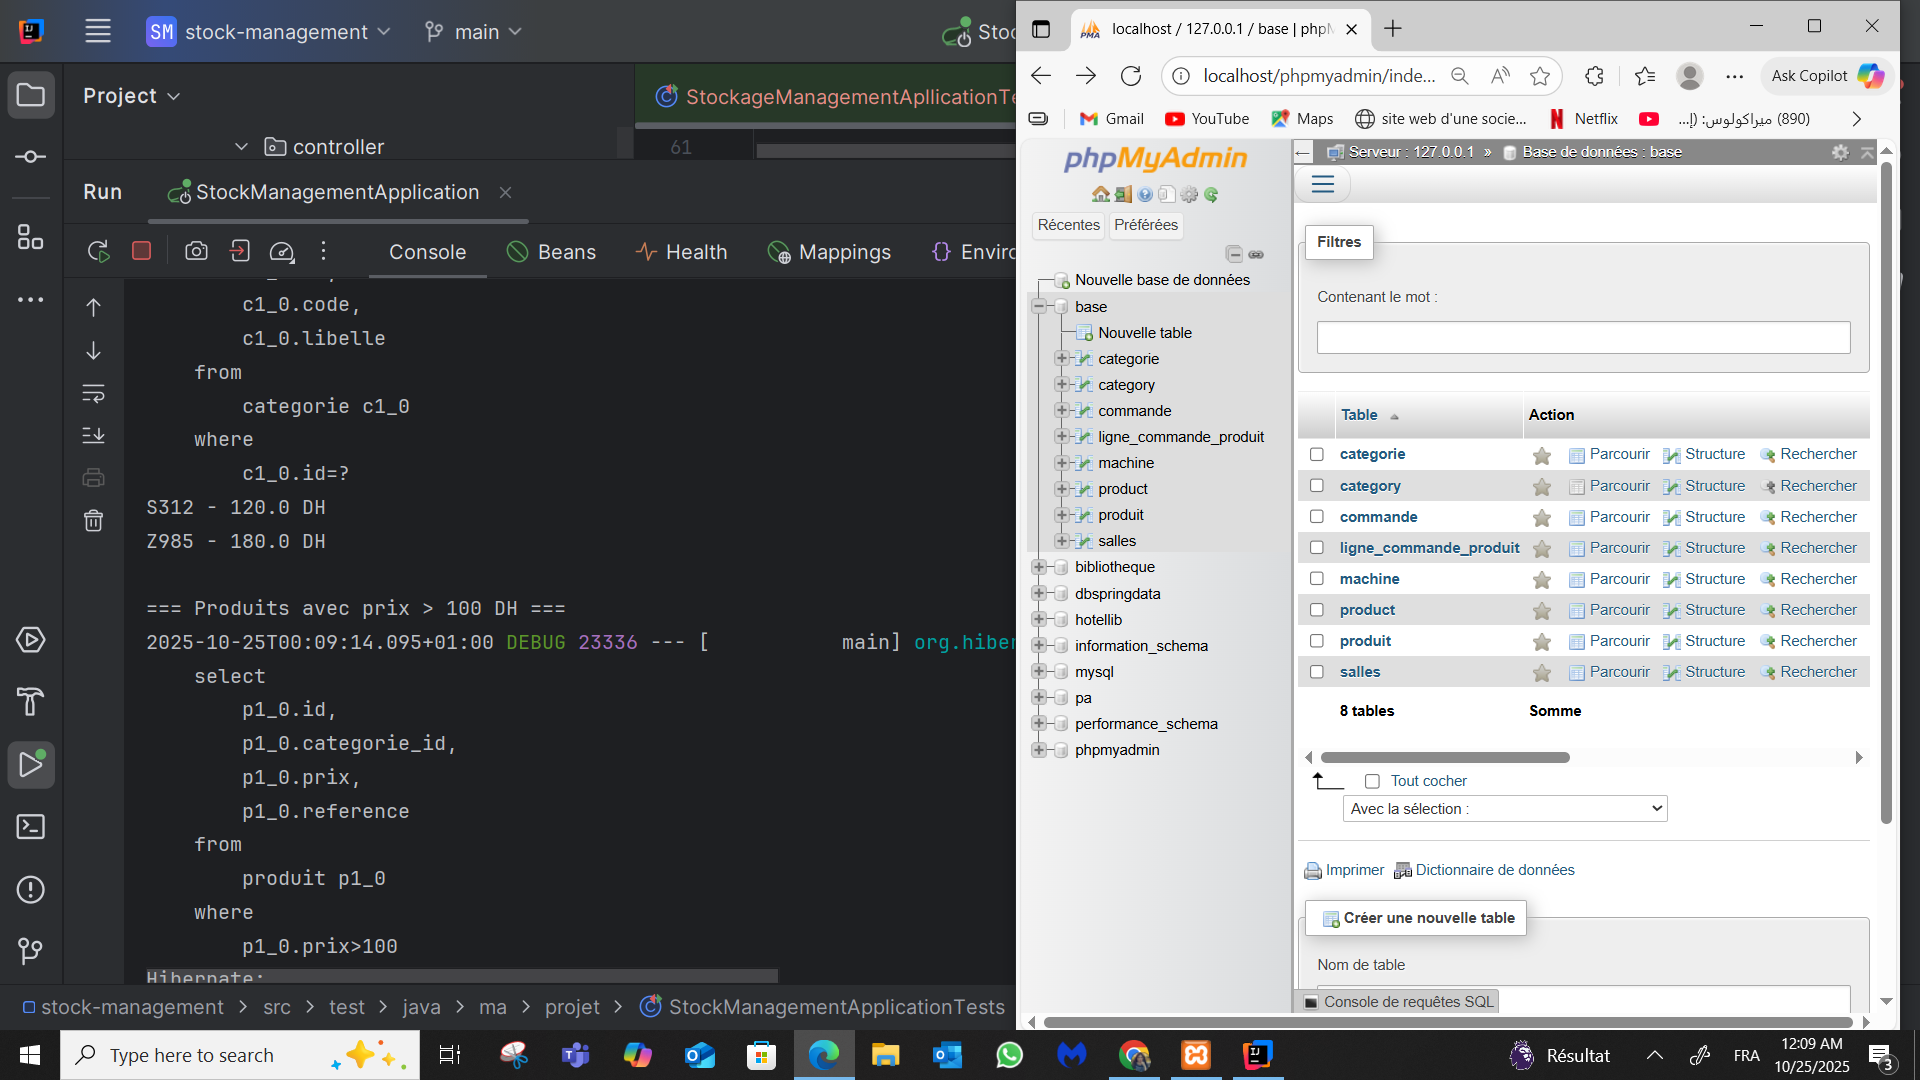 SM stock-management
main
Project
StockageManagementApllicationTe
controller
61
Run
StockManagementApplication
Console
Beans
Health
Mappings
c1_0.code,
c1_0.libelle
from
categorie c1_0
where
c1_0.id=?
S312 - 120.0 DH
Z985 - 180.0 DH
=== Produits avec prix > 100 DH ===
2025-10-25T00:09:14.095+01:00 DEBUG 23336 --- [ main] org.hiber
select
p1_0.id,
p1_0.categorie_id,
p1_0.prix,
p1_0.reference
from
produit p1_0
where
p1_0.prix>100
Hibernate:
stock-management > src > test > java > ma > projet > StockManagementApplicationTests
localhost / 127.0.0.1 / base | phpM
localhost/phpmyadmin/inde...
Ask Copilot
Gmail
YouTube
Maps
site web d'une socie...
Netflix
(890) ميراكولوس: (إ...
phpMyAdmin
Récentes
Préférées
Nouvelle base de données
base
Nouvelle table
categorie
category
commande
ligne_commande_produit
machine
product
produit
salles
bibliotheque
dbspringdata
hotellib
information_schema
mysql
pa
performance_schema
phpmyadmin
Serveur : 127.0.0.1 » Base de données : base
Filtres
Contenant le mot :
Table Action
categorie Parcourir Structure Rechercher
category Parcourir Structure Rechercher
commande Parcourir Structure Rechercher
ligne_commande_produit Parcourir Structure Rechercher
machine Parcourir Structure Rechercher
product Parcourir Structure Rechercher
produit Parcourir Structure Rechercher
salles Parcourir Structure Rechercher
8 tables Somme
Tout cocher
Avec la sélection :
Imprimer Dictionnaire de données
Créer une nouvelle table
Nom de table
Console de requêtes SQL
Type here to search
Résultat
FRA
12:09 AM
10/25/2025
3